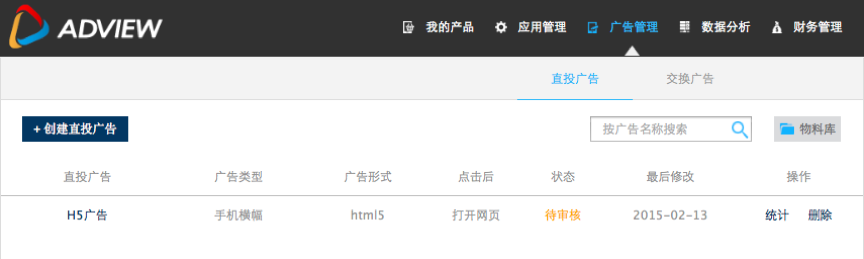 ADVIEW 我的产品 应用管理 广告管理 数据分析 财务管理
直投广告 交换广告
+ 创建直投广告 按广告名称搜索 物料库
直投广告 广告类型 广告形式 点击后 状态 最后修改 操作
H5广告 手机横幅 html5 打开网页 待审核 2015-02-13 统计 删除